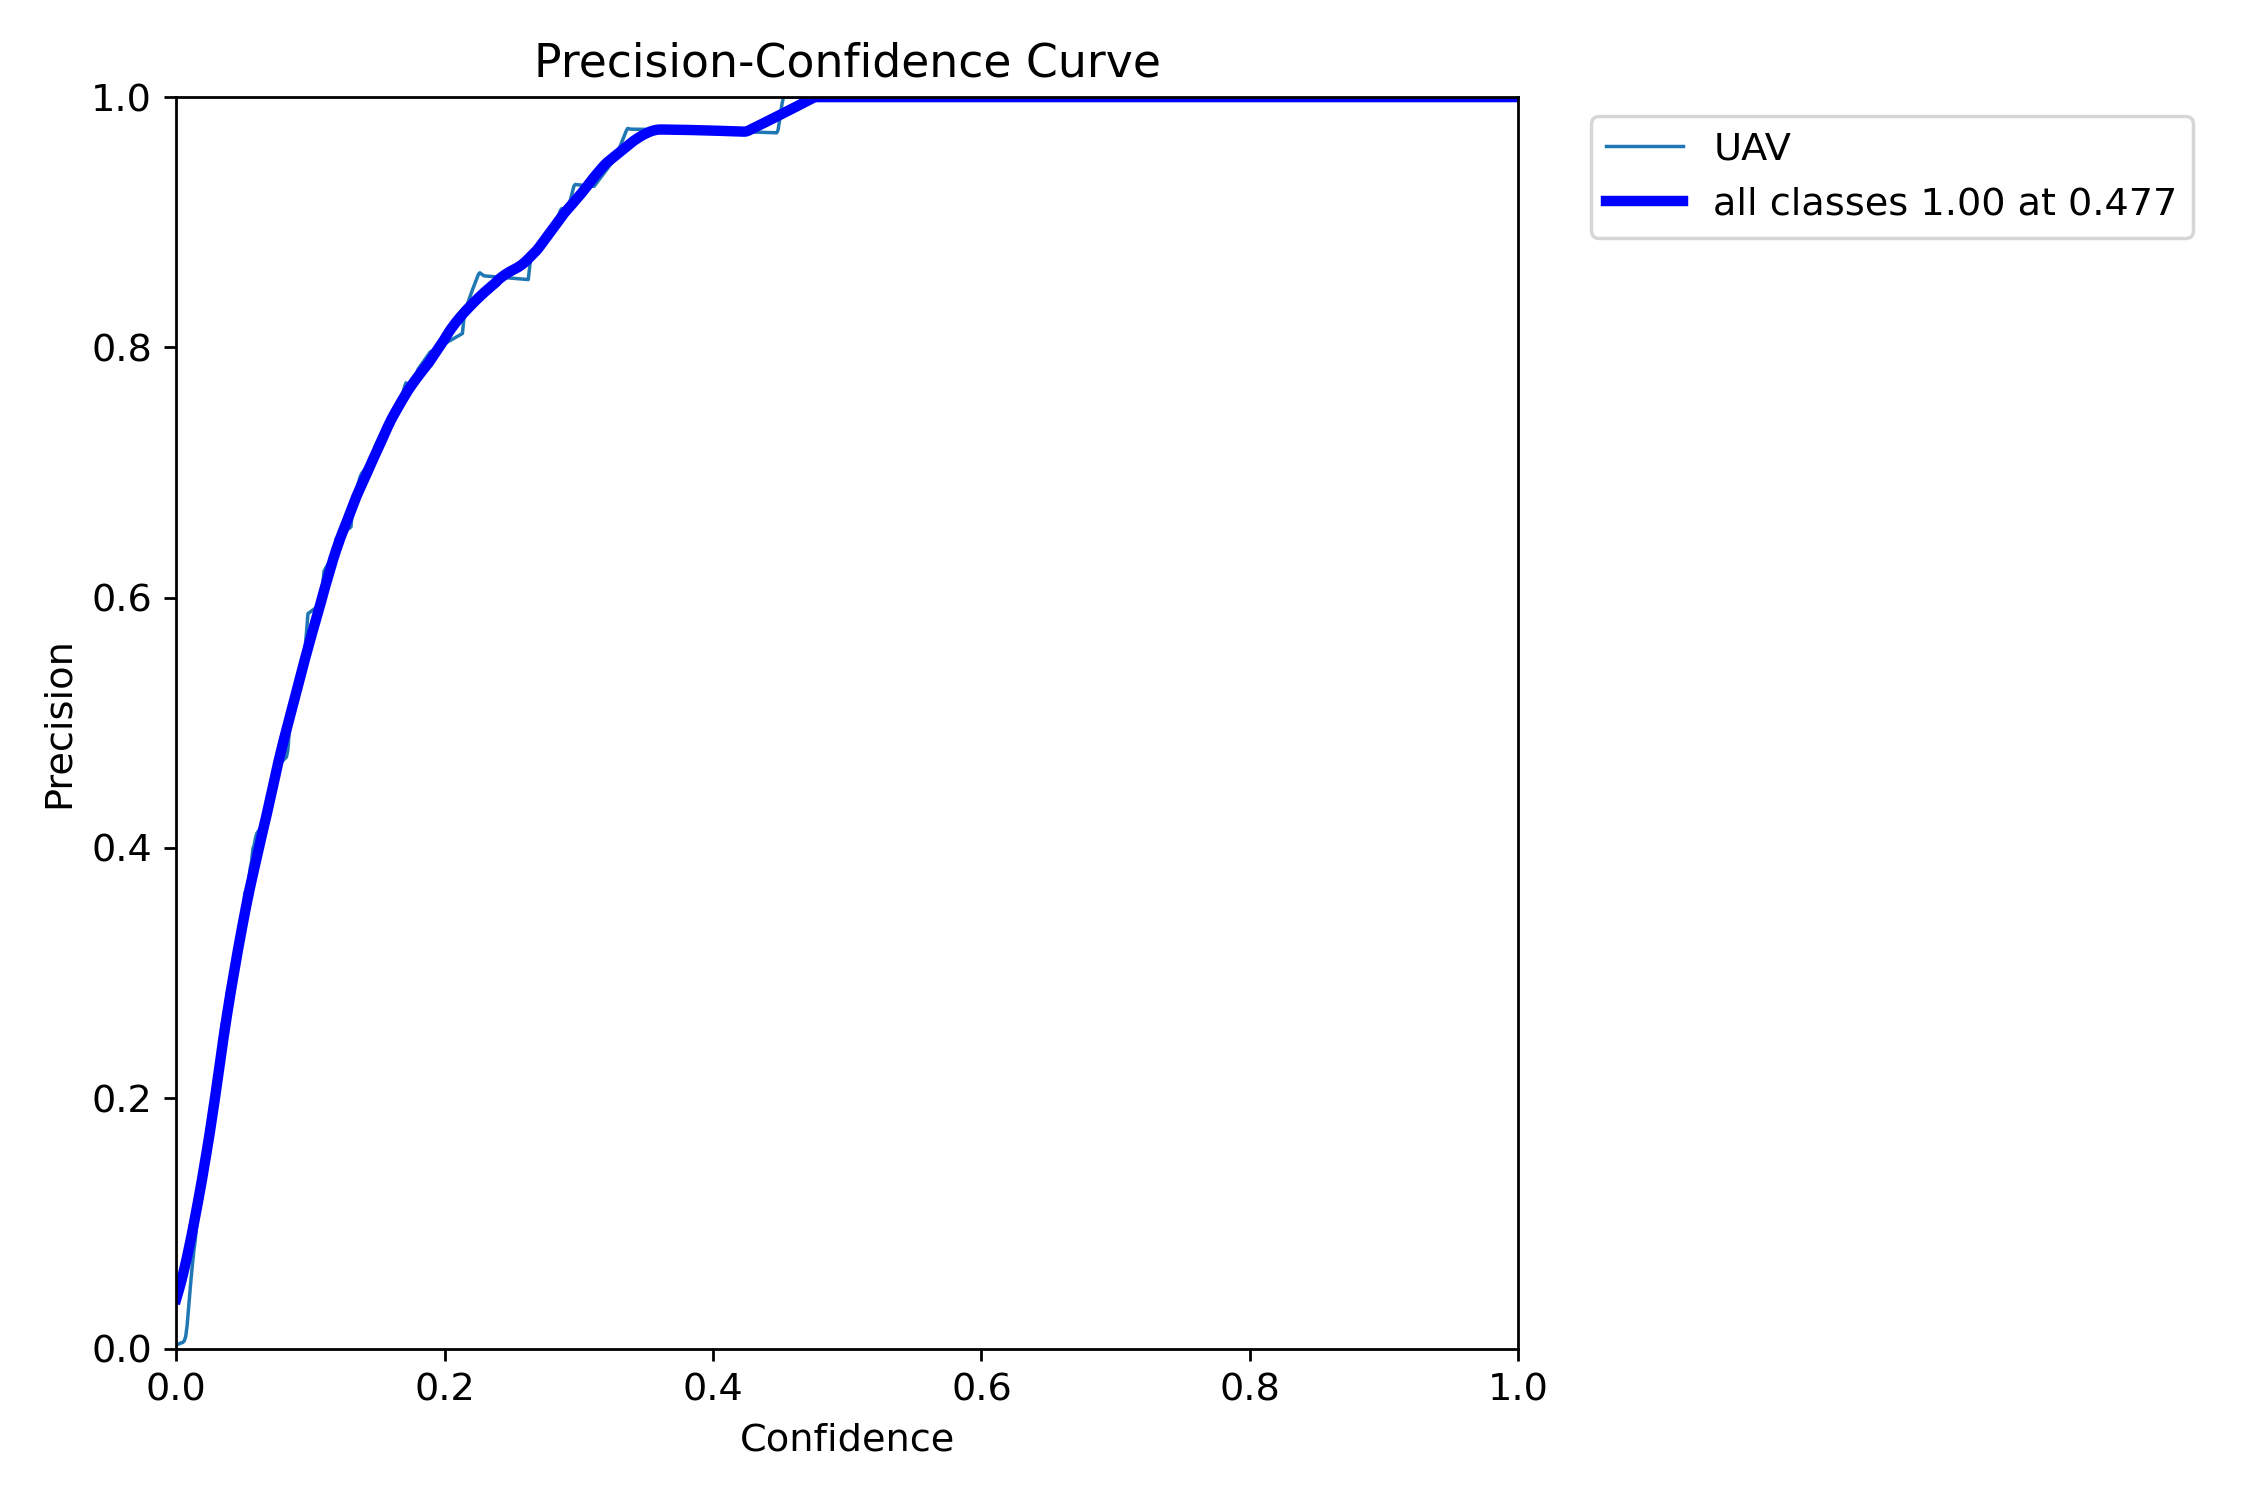 Precision-Confidence Curve
1.0
0.8
0.6
0.4
0.2
0.0
Precision
0.0 0.2 0.4 0.6 0.8 1.0
Confidence
UAV
all classes 1.00 at 0.477